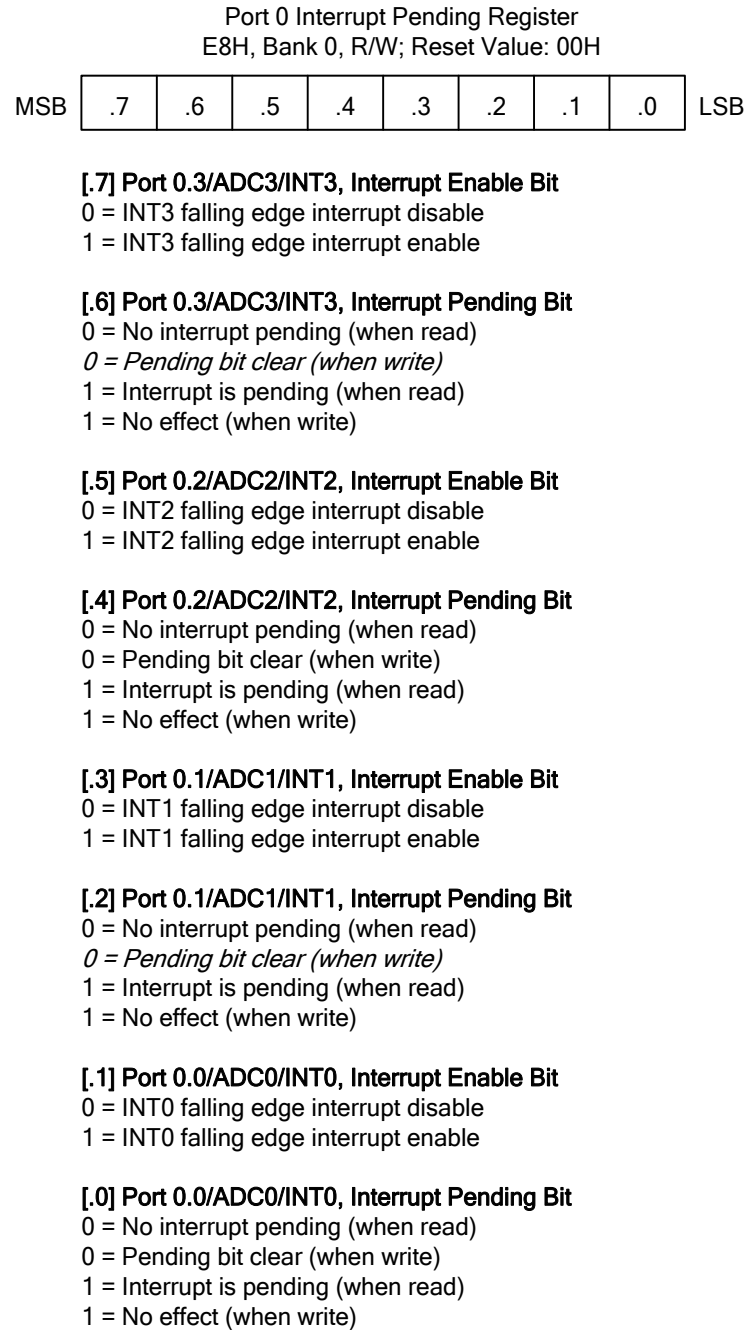 Port 0 Interrupt Pending Register
E8H, Bank 0, R/W; Reset Value: 00H
MSB .7 .6 .5 .4 .3 .2 .1 .0 LSB
[.7] Port 0.3/ADC3/INT3, Interrupt Enable Bit
0 = INT3 falling edge interrupt disable
1 = INT3 falling edge interrupt enable
[.6] Port 0.3/ADC3/INT3, Interrupt Pending Bit
0 = No interrupt pending (when read)
0 = Pending bit clear (when write)
1 = Interrupt is pending (when read)
1 = No effect (when write)
[.5] Port 0.2/ADC2/INT2, Interrupt Enable Bit
0 = INT2 falling edge interrupt disable
1 = INT2 falling edge interrupt enable
[.4] Port 0.2/ADC2/INT2, Interrupt Pending Bit
0 = No interrupt pending (when read)
0 = Pending bit clear (when write)
1 = Interrupt is pending (when read)
1 = No effect (when write)
[.3] Port 0.1/ADC1/INT1, Interrupt Enable Bit
0 = INT1 falling edge interrupt disable
1 = INT1 falling edge interrupt enable
[.2] Port 0.1/ADC1/INT1, Interrupt Pending Bit
0 = No interrupt pending (when read)
0 = Pending bit clear (when write)
1 = Interrupt is pending (when read)
1 = No effect (when write)
[.1] Port 0.0/ADC0/INT0, Interrupt Enable Bit
0 = INT0 falling edge interrupt disable
1 = INT0 falling edge interrupt enable
[.0] Port 0.0/ADC0/INT0, Interrupt Pending Bit
0 = No interrupt pending (when read)
0 = Pending bit clear (when write)
1 = Interrupt is pending (when read)
1 = No effect (when write)